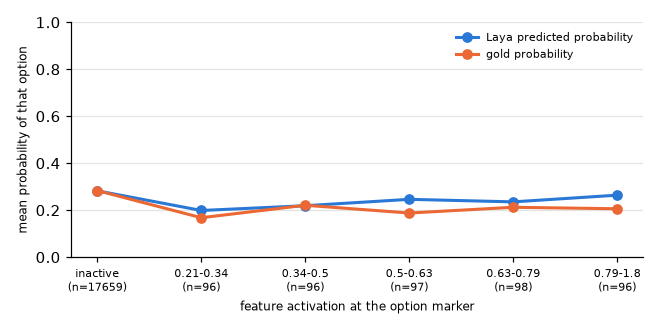 1.0
0.8
0.6
0.4
0.2
0.0
mean probability of that option
Laya predicted probability
gold probability
inactive
(n=17659)
0.21-0.34
(n=96)
0.34-0.5
(n=96)
0.5-0.63
(n=97)
0.63-0.79
(n=98)
0.79-1.8
(n=96)
feature activation at the option marker